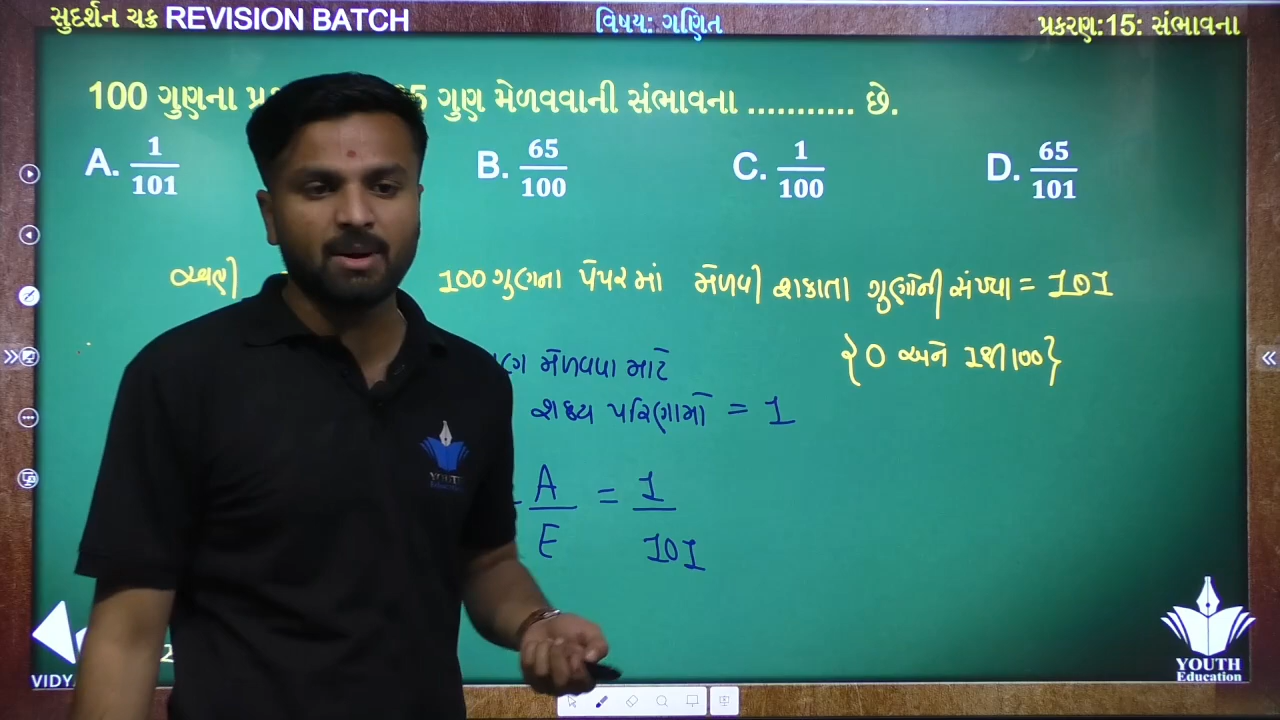 સુદર્શન ચક્ર REVISION BATCH
વિષય: ગણિત
પ્રકરણ:15: સંભાવના
100 ગુણના ગુણ મેળવવાની સંભાવના ........... છે.
A. 1/101
B. 65/100
C. 1/100
D. 65/101
100 ગુણના પેપરમાં મેળવી શકાતા ગુણોની સંખ્યા = 101
{0 અને 1થી100}
મેળવવા માટે
શક્ય પરિણામો = 1
A/E = 1/101
YOUTH
Education
VIDY